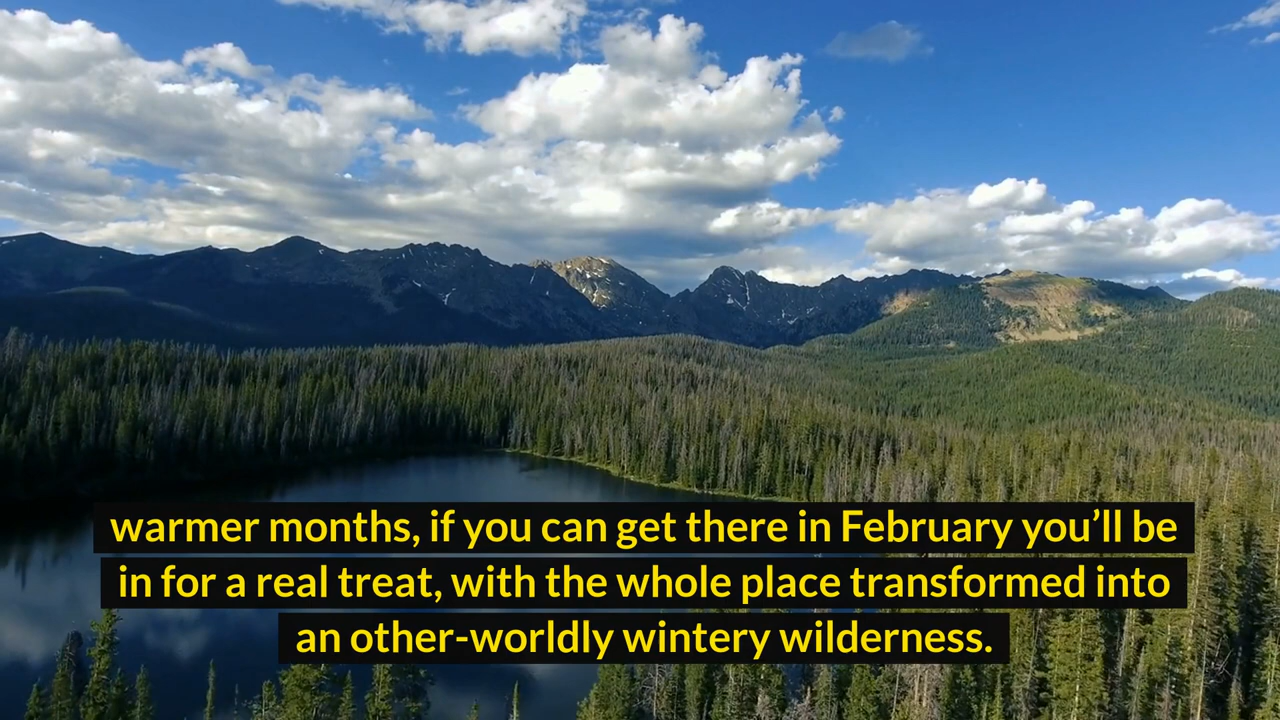 warmer months, if you can get there in February you’ll be
in for a real treat, with the whole place transformed into
an other-worldly wintery wilderness.